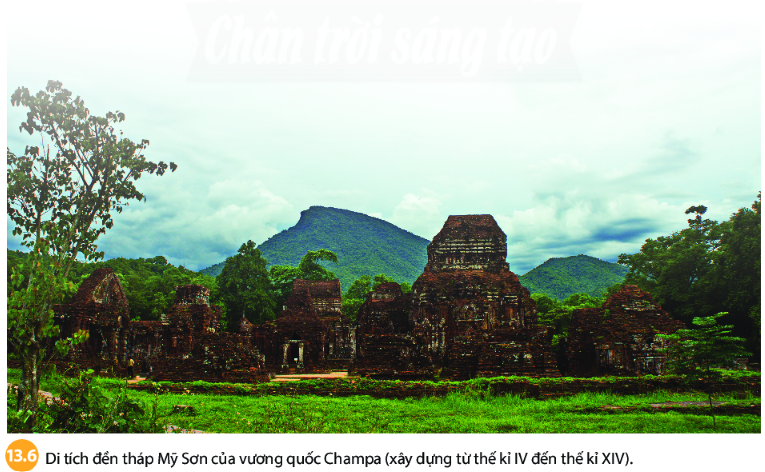 Chân trời sáng tạo
13.6 Di tích đền tháp Mỹ Sơn của vương quốc Champa (xây dựng từ thế kỉ IV đến thế kỉ XIV).